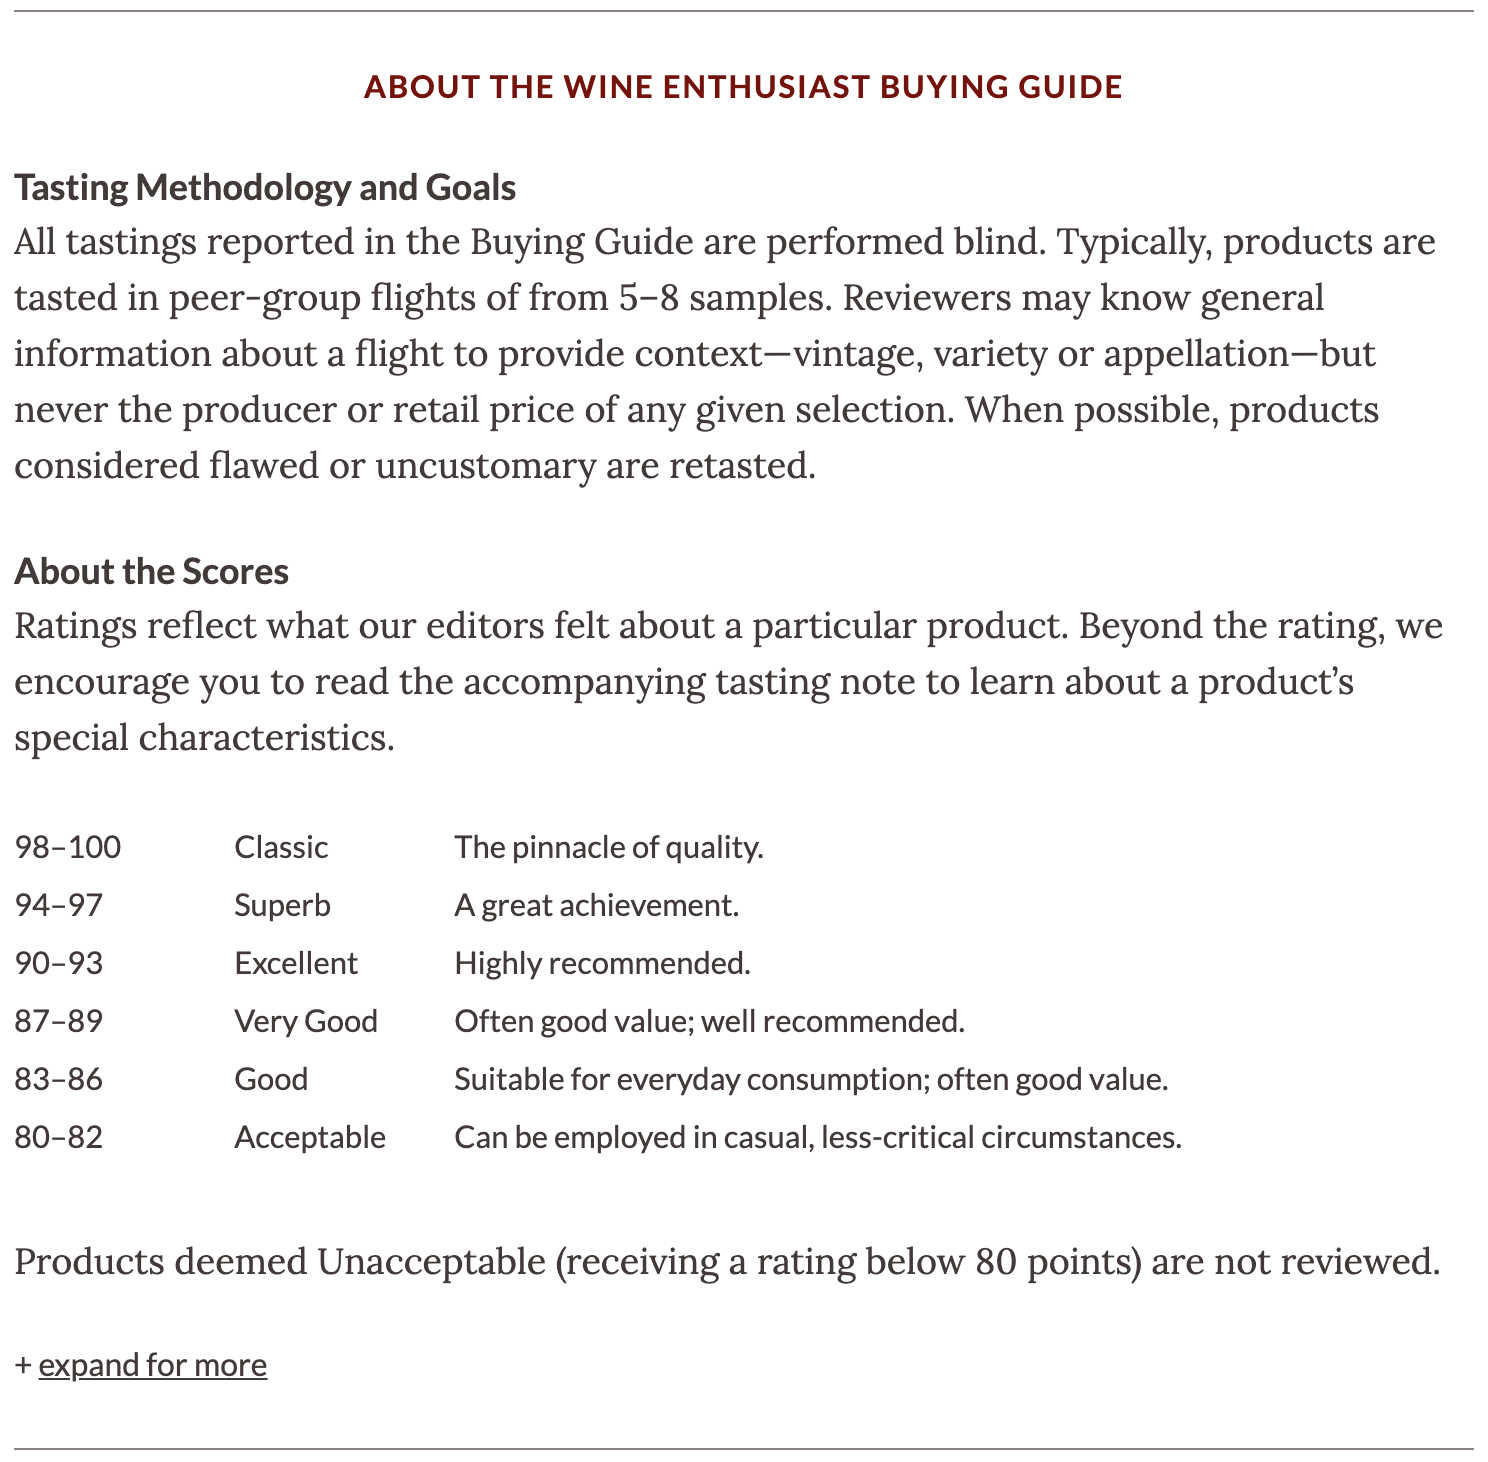 ABOUT THE WINE ENTHUSIAST BUYING GUIDE
Tasting Methodology and Goals
All tastings reported in the Buying Guide are performed blind. Typically, products are
tasted in peer-group flights of from 5–8 samples. Reviewers may know general
information about a flight to provide context—vintage, variety or appellation—but
never the producer or retail price of any given selection. When possible, products
considered flawed or uncustomary are retasted.
About the Scores
Ratings reflect what our editors felt about a particular product. Beyond the rating, we
encourage you to read the accompanying tasting note to learn about a product’s
special characteristics.
98–100 Classic The pinnacle of quality.
94–97 Superb A great achievement.
90–93 Excellent Highly recommended.
87–89 Very Good Often good value; well recommended.
83–86 Good Suitable for everyday consumption; often good value.
80–82 Acceptable Can be employed in casual, less-critical circumstances.
Products deemed Unacceptable (receiving a rating below 80 points) are not reviewed.
+ expand for more